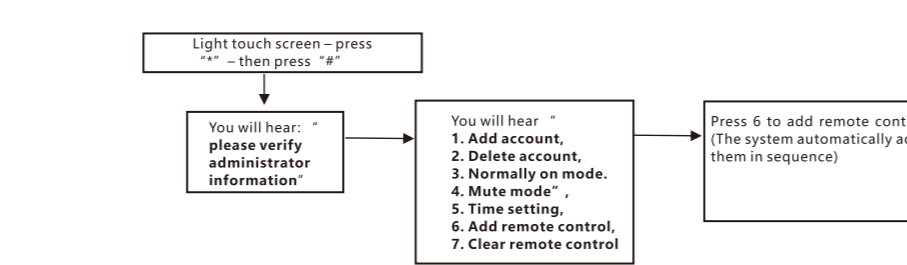 Light touch screen – press
“*” – then press “#”
You will hear: “
please verify
administrator
information“
You will hear “
1. Add account,
2. Delete account,
3. Normally on mode.
4. Mute mode” ,
5. Time setting,
6. Add remote control,
7. Clear remote control
Press 6 to add remote
(The system automatically
them in sequence)